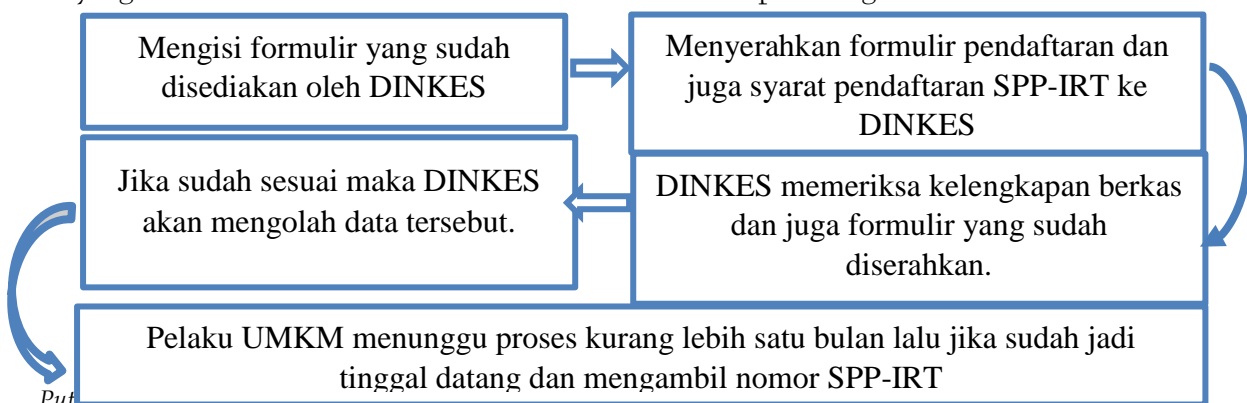 Mengisi formulir yang sudah
disediakan oleh DINKES
Menyerahkan formulir pendaftaran dan
juga syarat pendaftaran SPP-IRT ke
DINKES
DINKES memeriksa kelengkapan berkas
dan juga formulir yang sudah
diserahkan.
Jika sudah sesuai maka DINKES
akan mengolah data tersebut.
Pelaku UMKM menunggu proses kurang lebih satu bulan lalu jika sudah jadi
tinggal datang dan mengambil nomor SPP-IRT